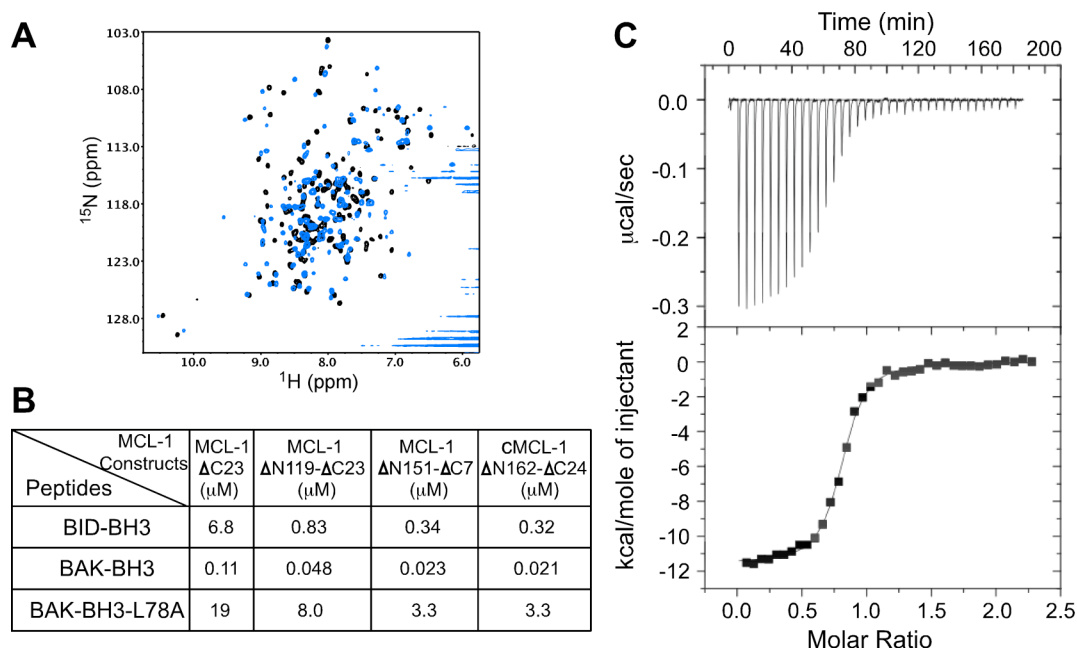 A
103.0
108.0
113.0
118.0
123.0
128.0
15N (ppm)
10.0 9.0 8.0 7.0 6.0
1H (ppm)
B
MCL-1 Constructs
Peptides
MCL-1 ΔC23 (μM)
MCL-1 ΔN119-ΔC23 (μM)
MCL-1 ΔN151-ΔC7 (μM)
cMCL-1 ΔN162-ΔC24 (μM)
BID-BH3 6.8 0.83 0.34 0.32
BAK-BH3 0.11 0.048 0.023 0.021
BAK-BH3-L78A 19 8.0 3.3 3.3
C
Time (min)
0 40 80 120 160 200
0.0
-0.1
-0.2
-0.3
μcal/sec
2
0
-2
-4
-6
-8
-10
-12
kcal/mole of injectant
0.0 0.5 1.0 1.5 2.0 2.5
Molar Ratio